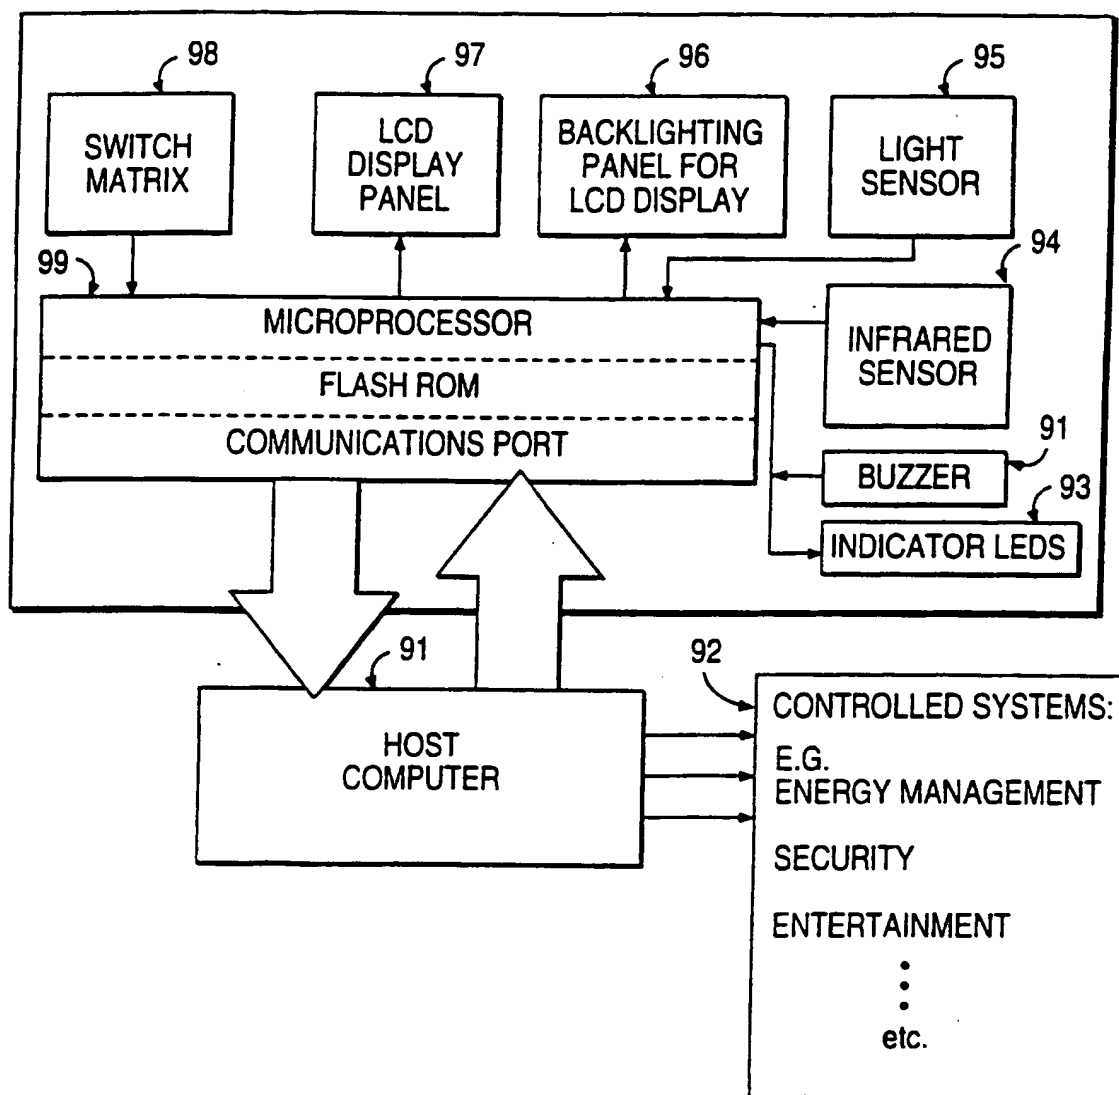 98
97
96
95
SWITCH
MATRIX
LCD
DISPLAY
PANEL
BACKLIGHTING
PANEL FOR
LCD DISPLAY
LIGHT
SENSOR
99
94
MICROPROCESSOR
FLASH ROM
COMMUNICATIONS PORT
INFRARED
SENSOR
91
BUZZER
93
INDICATOR LEDS
91
HOST
COMPUTER
92
CONTROLLED SYSTEMS:
E.G.
ENERGY MANAGEMENT
SECURITY
ENTERTAINMENT
etc.